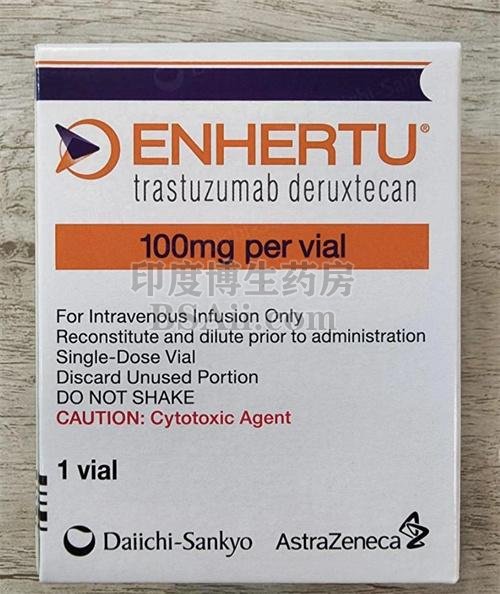 ENHERTU®
trastuzumab deruxtecan
100mg per vial
印度博生药房
BSAii.com
For Intravenous Infusion Only
Reconstitute and dilute prior to administration
Single-Dose Vial
Discard Unused Portion
DO NOT SHAKE
CAUTION: Cytotoxic Agent
1 vial
Daiichi-Sankyo
AstraZeneca